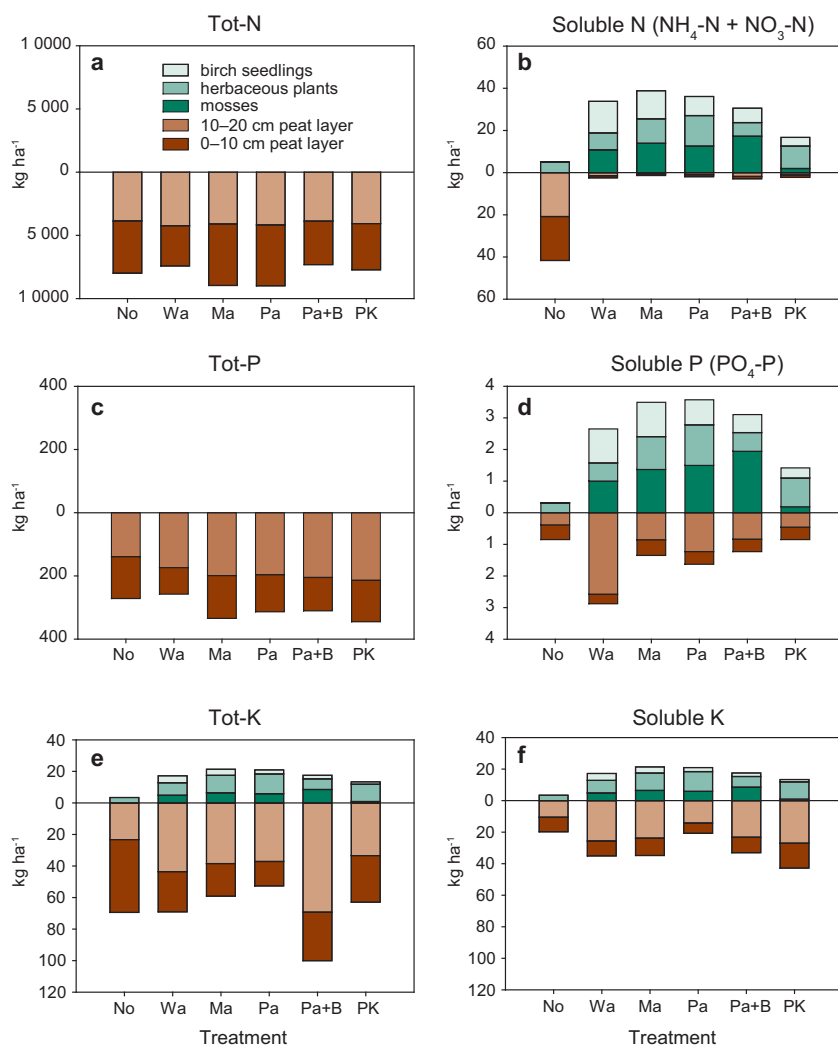 Tot-N
1 0000
5 000
0
5 000
1 0000
kg ha⁻¹
a
birch seedlings
herbaceous plants
mosses
10–20 cm peat layer
0–10 cm peat layer
No Wa Ma Pa Pa+B PK
Soluble N (NH₄-N + NO₃-N)
60
40
20
0
20
40
60
kg ha⁻¹
b
No Wa Ma Pa Pa+B PK
Tot-P
400
200
0
200
400
kg ha⁻¹
c
No Wa Ma Pa Pa+B PK
Soluble P (PO₄-P)
4
3
2
1
0
1
2
3
4
kg ha⁻¹
d
No Wa Ma Pa Pa+B PK
Tot-K
40
20
0
20
40
60
80
100
120
kg ha⁻¹
e
No Wa Ma Pa Pa+B PK
Treatment
Soluble K
40
20
0
20
40
60
80
100
120
kg ha⁻¹
f
No Wa Ma Pa Pa+B PK
Treatment